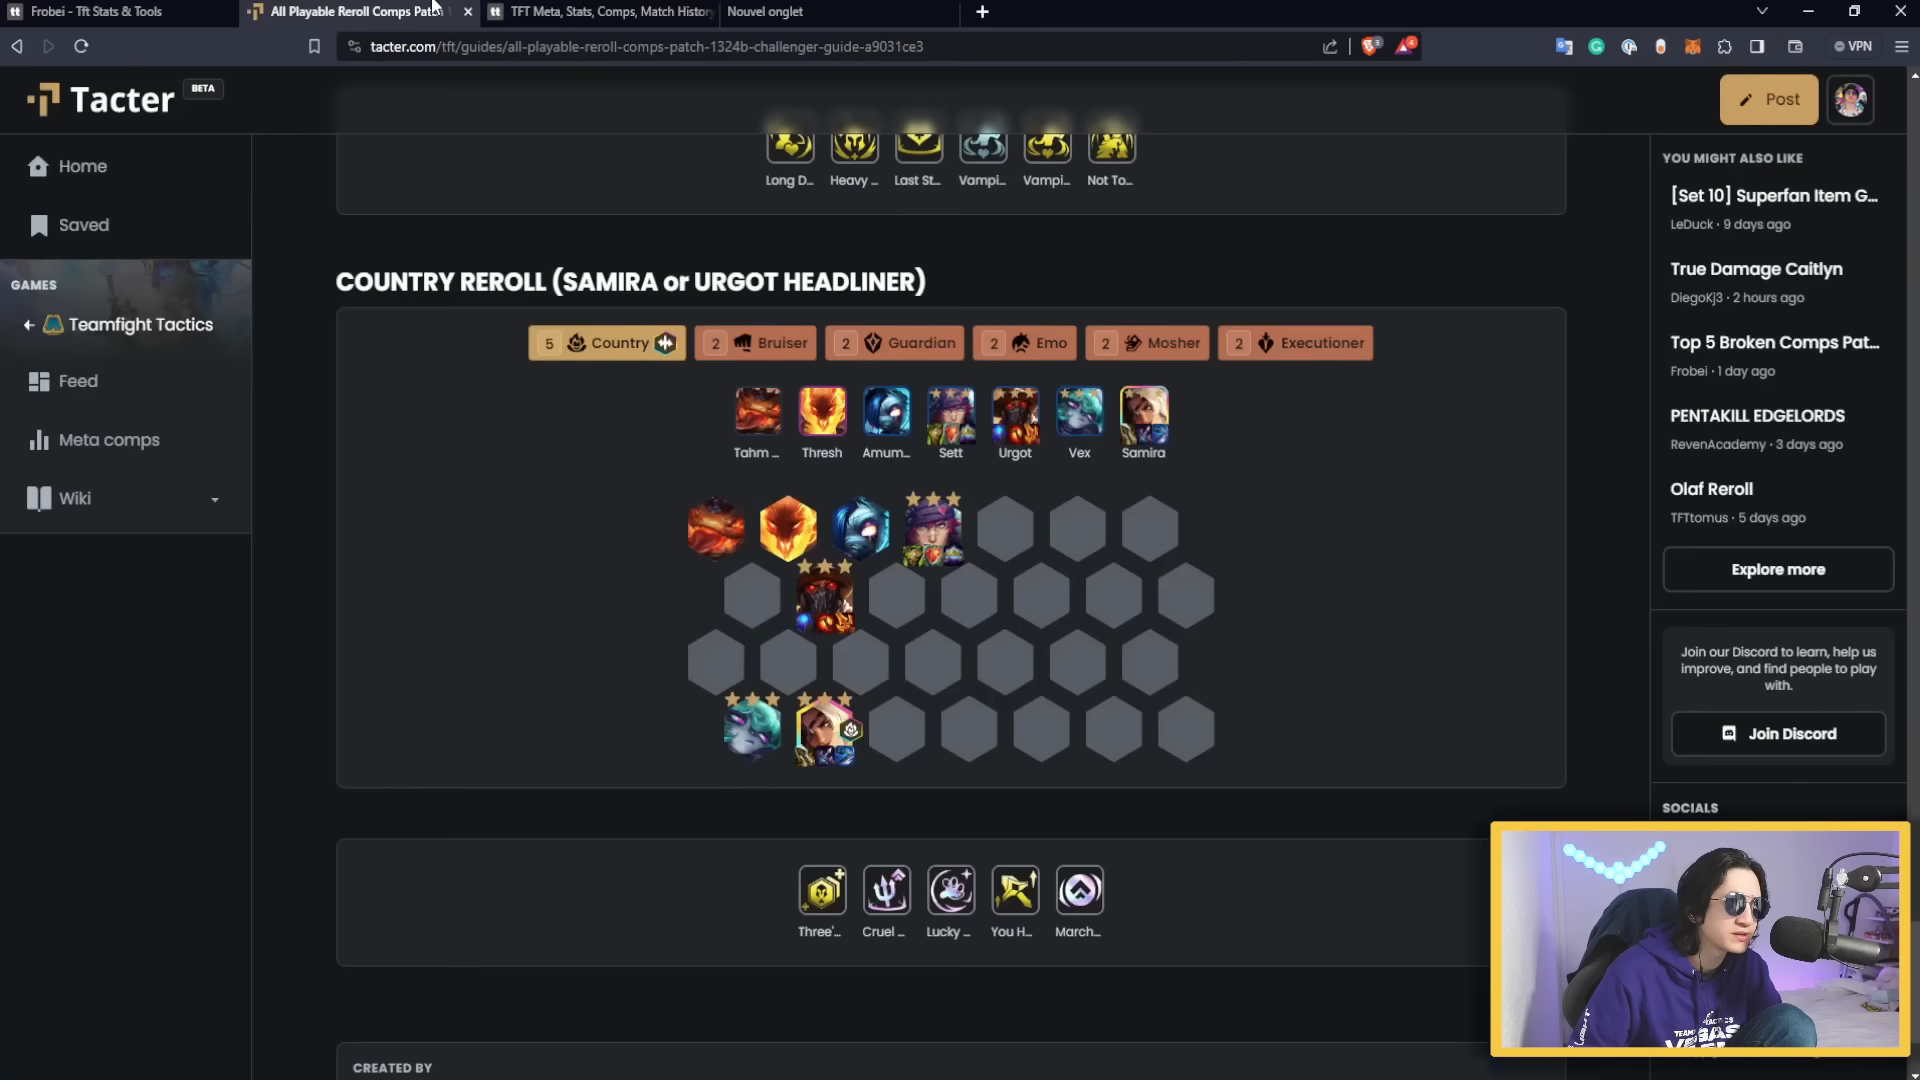 Frobei - Tft Stats & Tools
All Playable Reroll Comps Patch
TFT Meta, Stats, Comps, Match History
Nouvel onglet
tacter.com/tft/guides/all-playable-reroll-comps-patch-1324b-challenger-guide-a9031ce3
VPN
Tacter
BETA
Post
Home
Saved
GAMES
Teamfight Tactics
Feed
Meta comps
Wiki
Long D...
Heavy ...
Last St...
Vampi...
Vampi...
Not To...
COUNTRY REROLL (SAMIRA or URGOT HEADLINER)
5 Country
2 Bruiser
2 Guardian
2 Emo
2 Mosher
2 Executioner
Tahm ...
Thresh
Amum...
Sett
Urgot
Vex
Samira
Three'...
Cruel ...
Lucky ...
You H...
March...
CREATED BY
YOU MIGHT ALSO LIKE
[Set 10] Superfan Item G...
LeDuck · 9 days ago
True Damage Caitlyn
DiegoKj3 · 2 hours ago
Top 5 Broken Comps Pat...
Frobei · 1 day ago
PENTAKILL EDGELORDS
RevenAcademy · 3 days ago
Olaf Reroll
TFTtomus · 5 days ago
Explore more
Join our Discord to learn, help us
improve, and find people to play
with.
Join Discord
SOCIALS